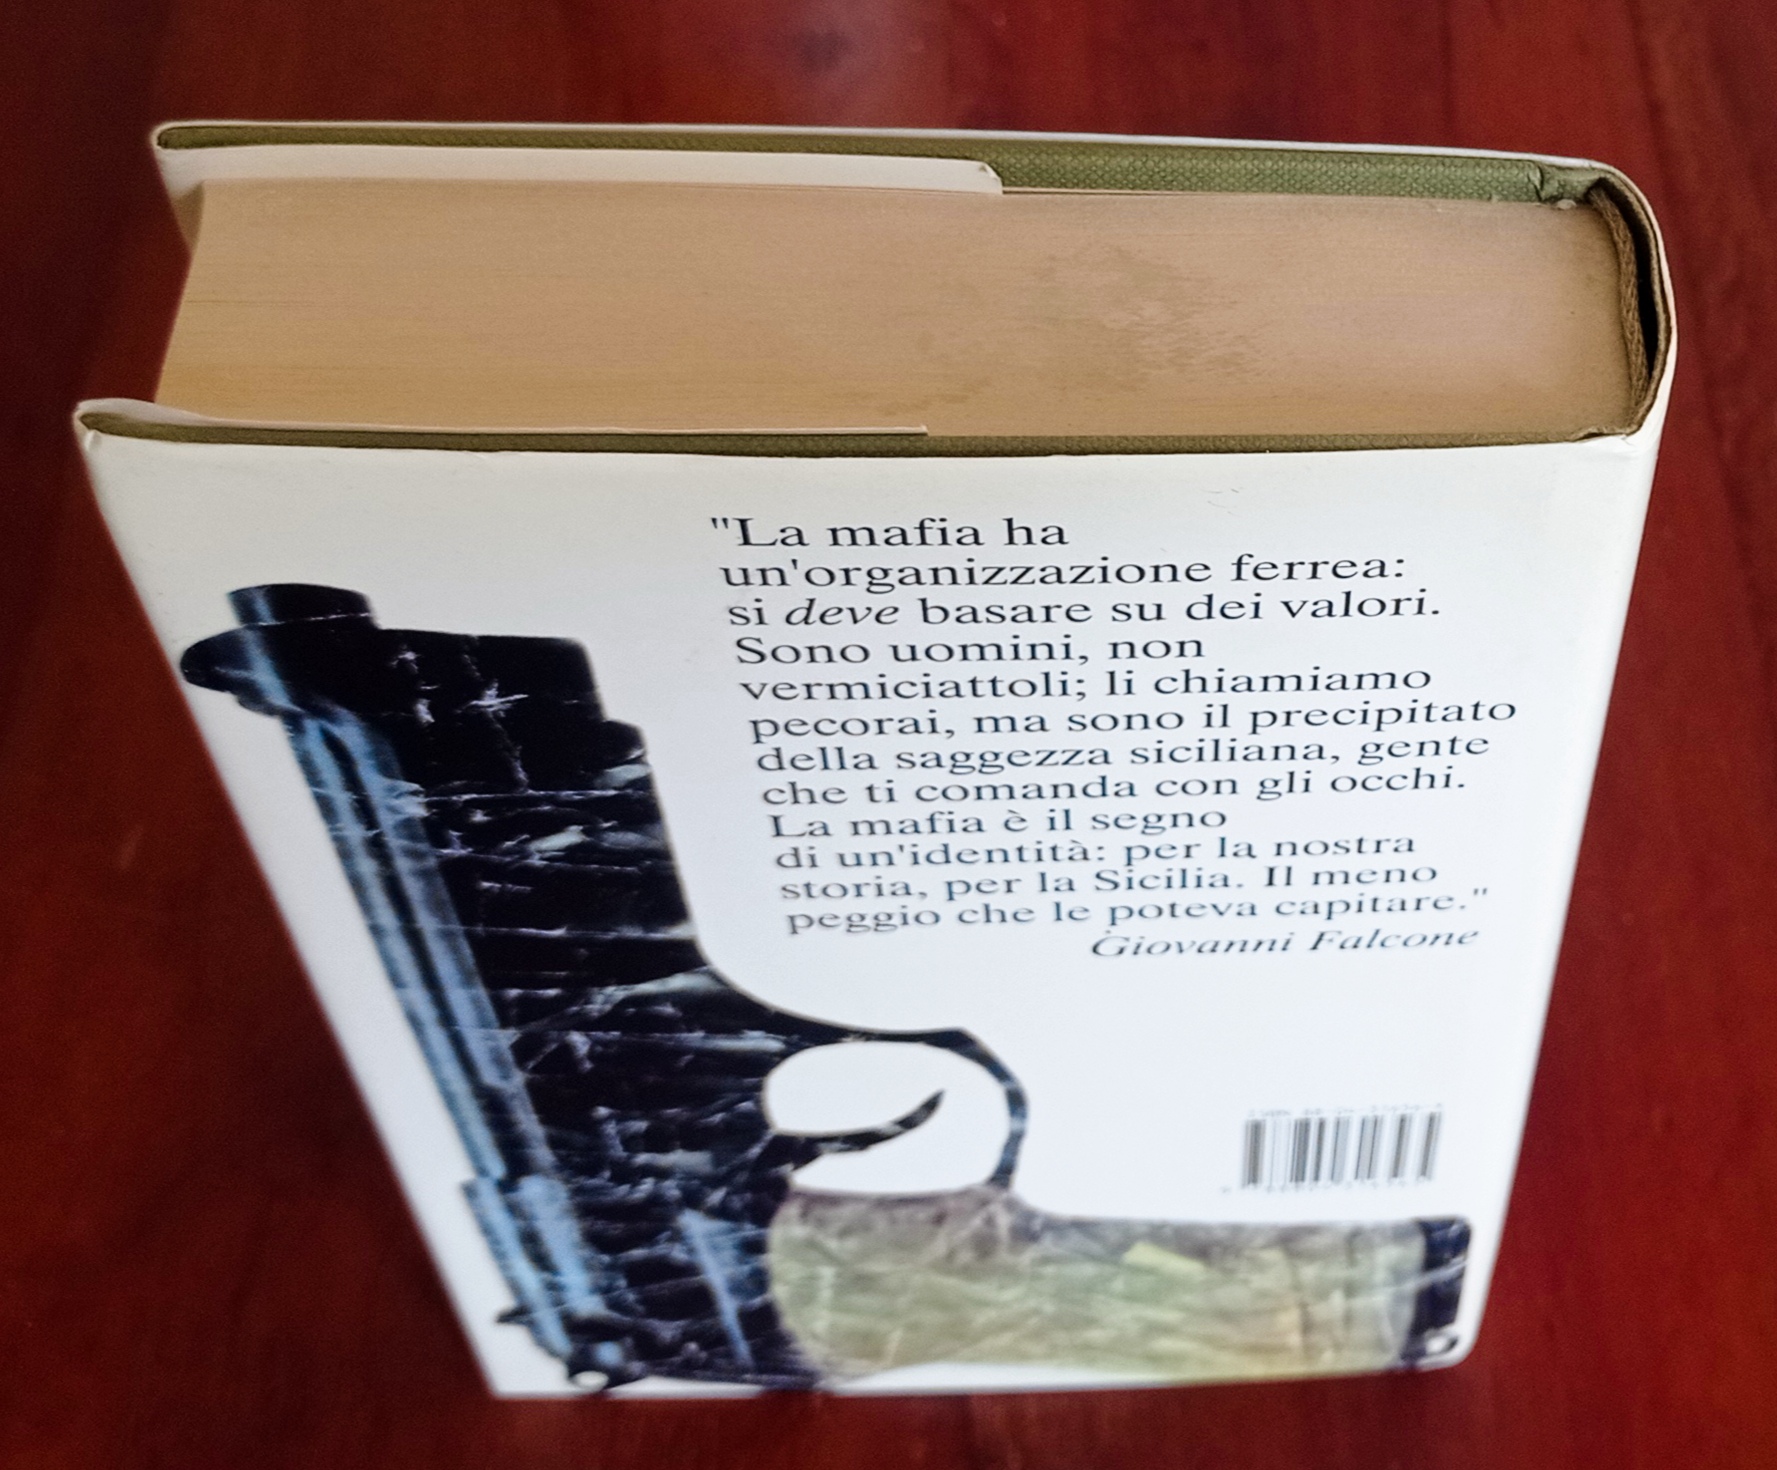 "La mafia ha
un'organizzazione ferrea:
si deve basare su dei valori.
Sono uomini, non
vermiciattoli; li chiamiamo
pecorai, ma sono il precipitato
della saggezza siciliana, gente
che ti comanda con gli occhi.
La mafia è il segno
di un'identità: per la nostra
storia, per la Sicilia. Il meno
peggio che le poteva capitare."
Giovanni Falcone